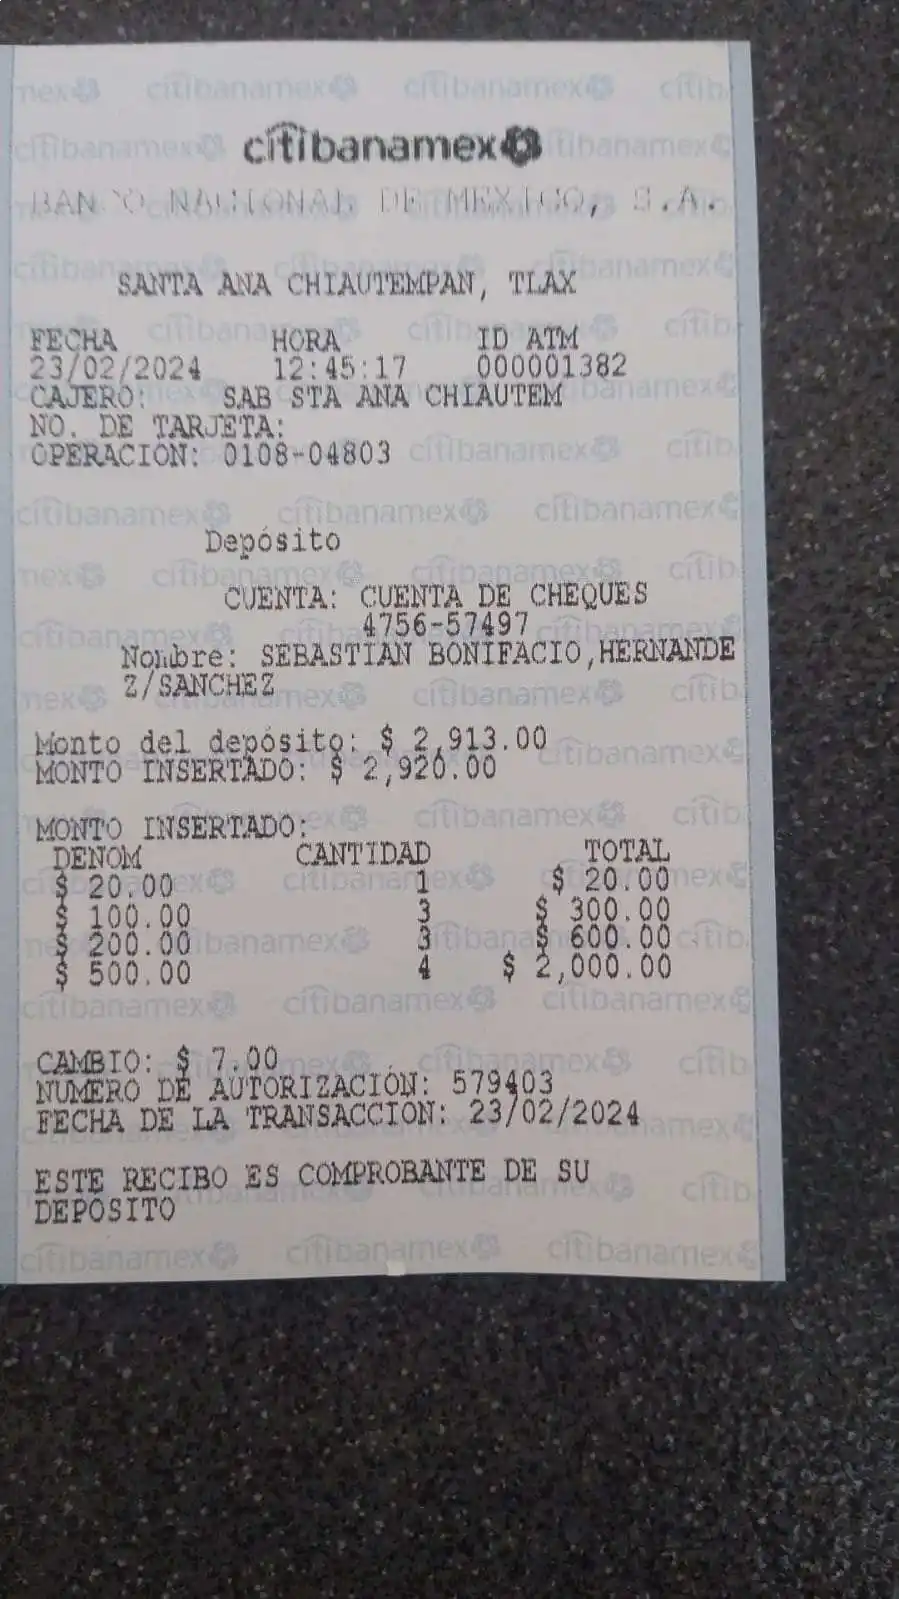 citibanamex
BANCO NACIONAL DE MEXICO, S.A.
SANTA ANA CHIAUTEMPAN, TLAX
FECHA HORA ID ATM
23/02/2024 12:45:17 000001382
CAJERO: SAB STA ANA CHIAUTEM
NO. DE TARJETA:
OPERACION: 0108-04803
Depósito
CUENTA: CUENTA DE CHEQUES
4756-57497
Nombre: SEBASTIAN BONIFACIO,HERNANDE
Z/SANCHEZ
Monto del depósito: $ 2,913.00
MONTO INSERTADO: $ 2,920.00
MONTO INSERTADO:
DENOM CANTIDAD TOTAL
$ 20.00 1 $ 20.00
$ 100.00 3 $ 300.00
$ 200.00 3 $ 600.00
$ 500.00 4 $ 2,000.00
CAMBIO: $ 7.00
NUMERO DE AUTORIZACIÓN: 579403
FECHA DE LA TRANSACCION: 23/02/2024
ESTE RECIBO ES COMPROBANTE DE SU
DEPOSITO